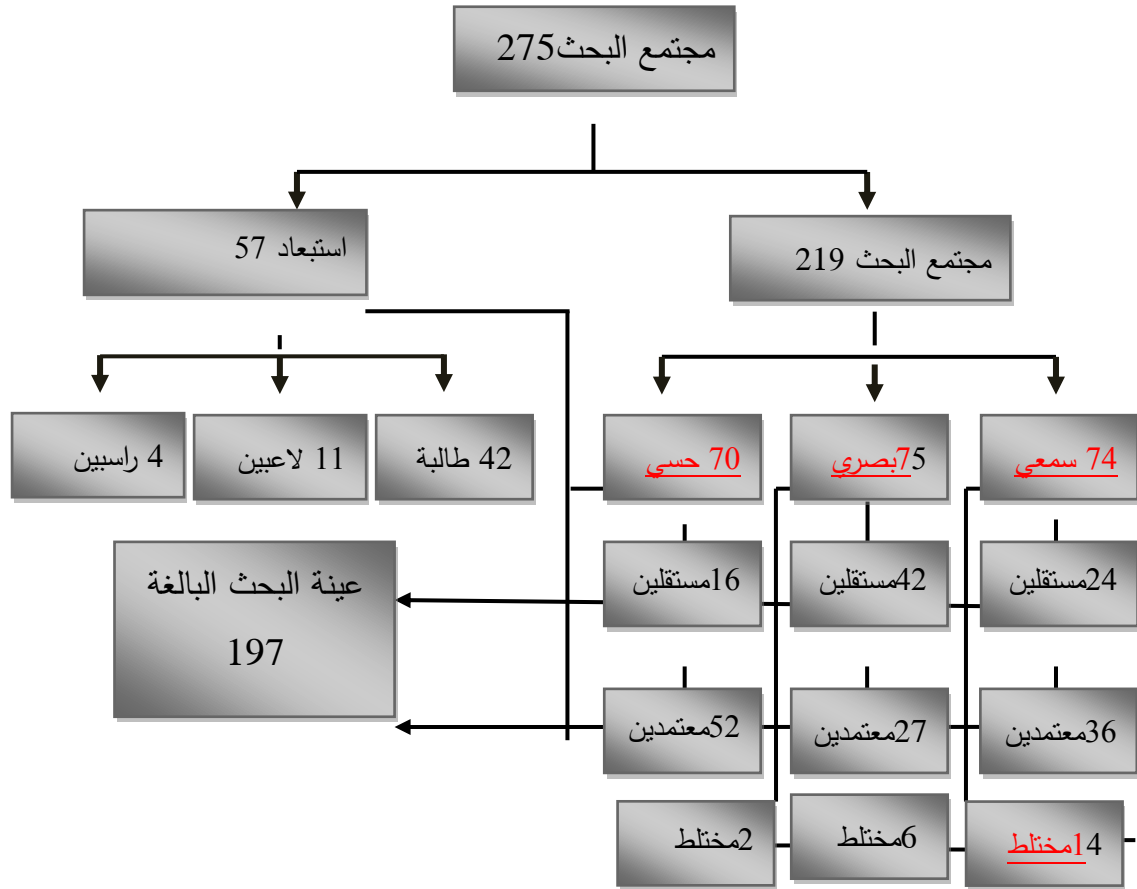 مجتمع البحث275
مجتمع البحث 219
استبعاد 57
74 سمعي
75بصري
70 حسي
42 طالبة
11 لاعبين
4 راسبين
24مستقلين
42مستقلين
16مستقلين
عينة البحث البالغة
197
36معتمدين
27معتمدين
52معتمدين
14مختلط
6مختلط
2مختلط